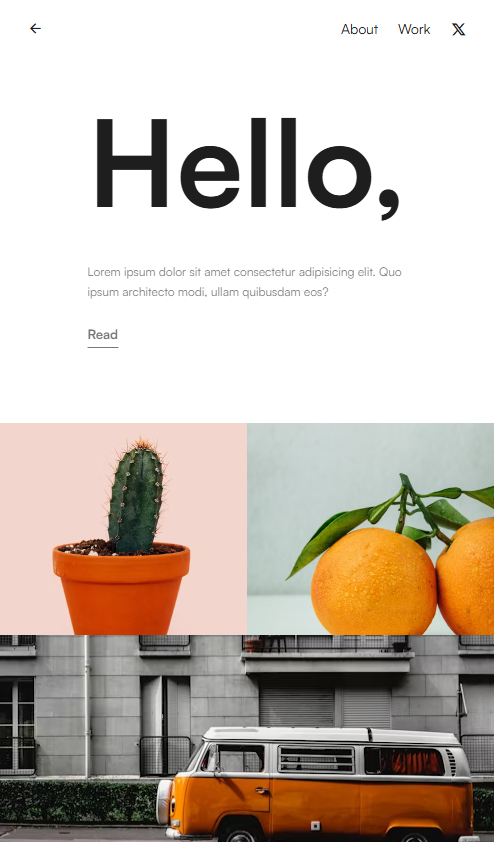 About Work
Hello,
Lorem ipsum dolor sit amet consectetur adipisicing elit. Quo
ipsum architecto modi, ullam quibusdam eos?
Read